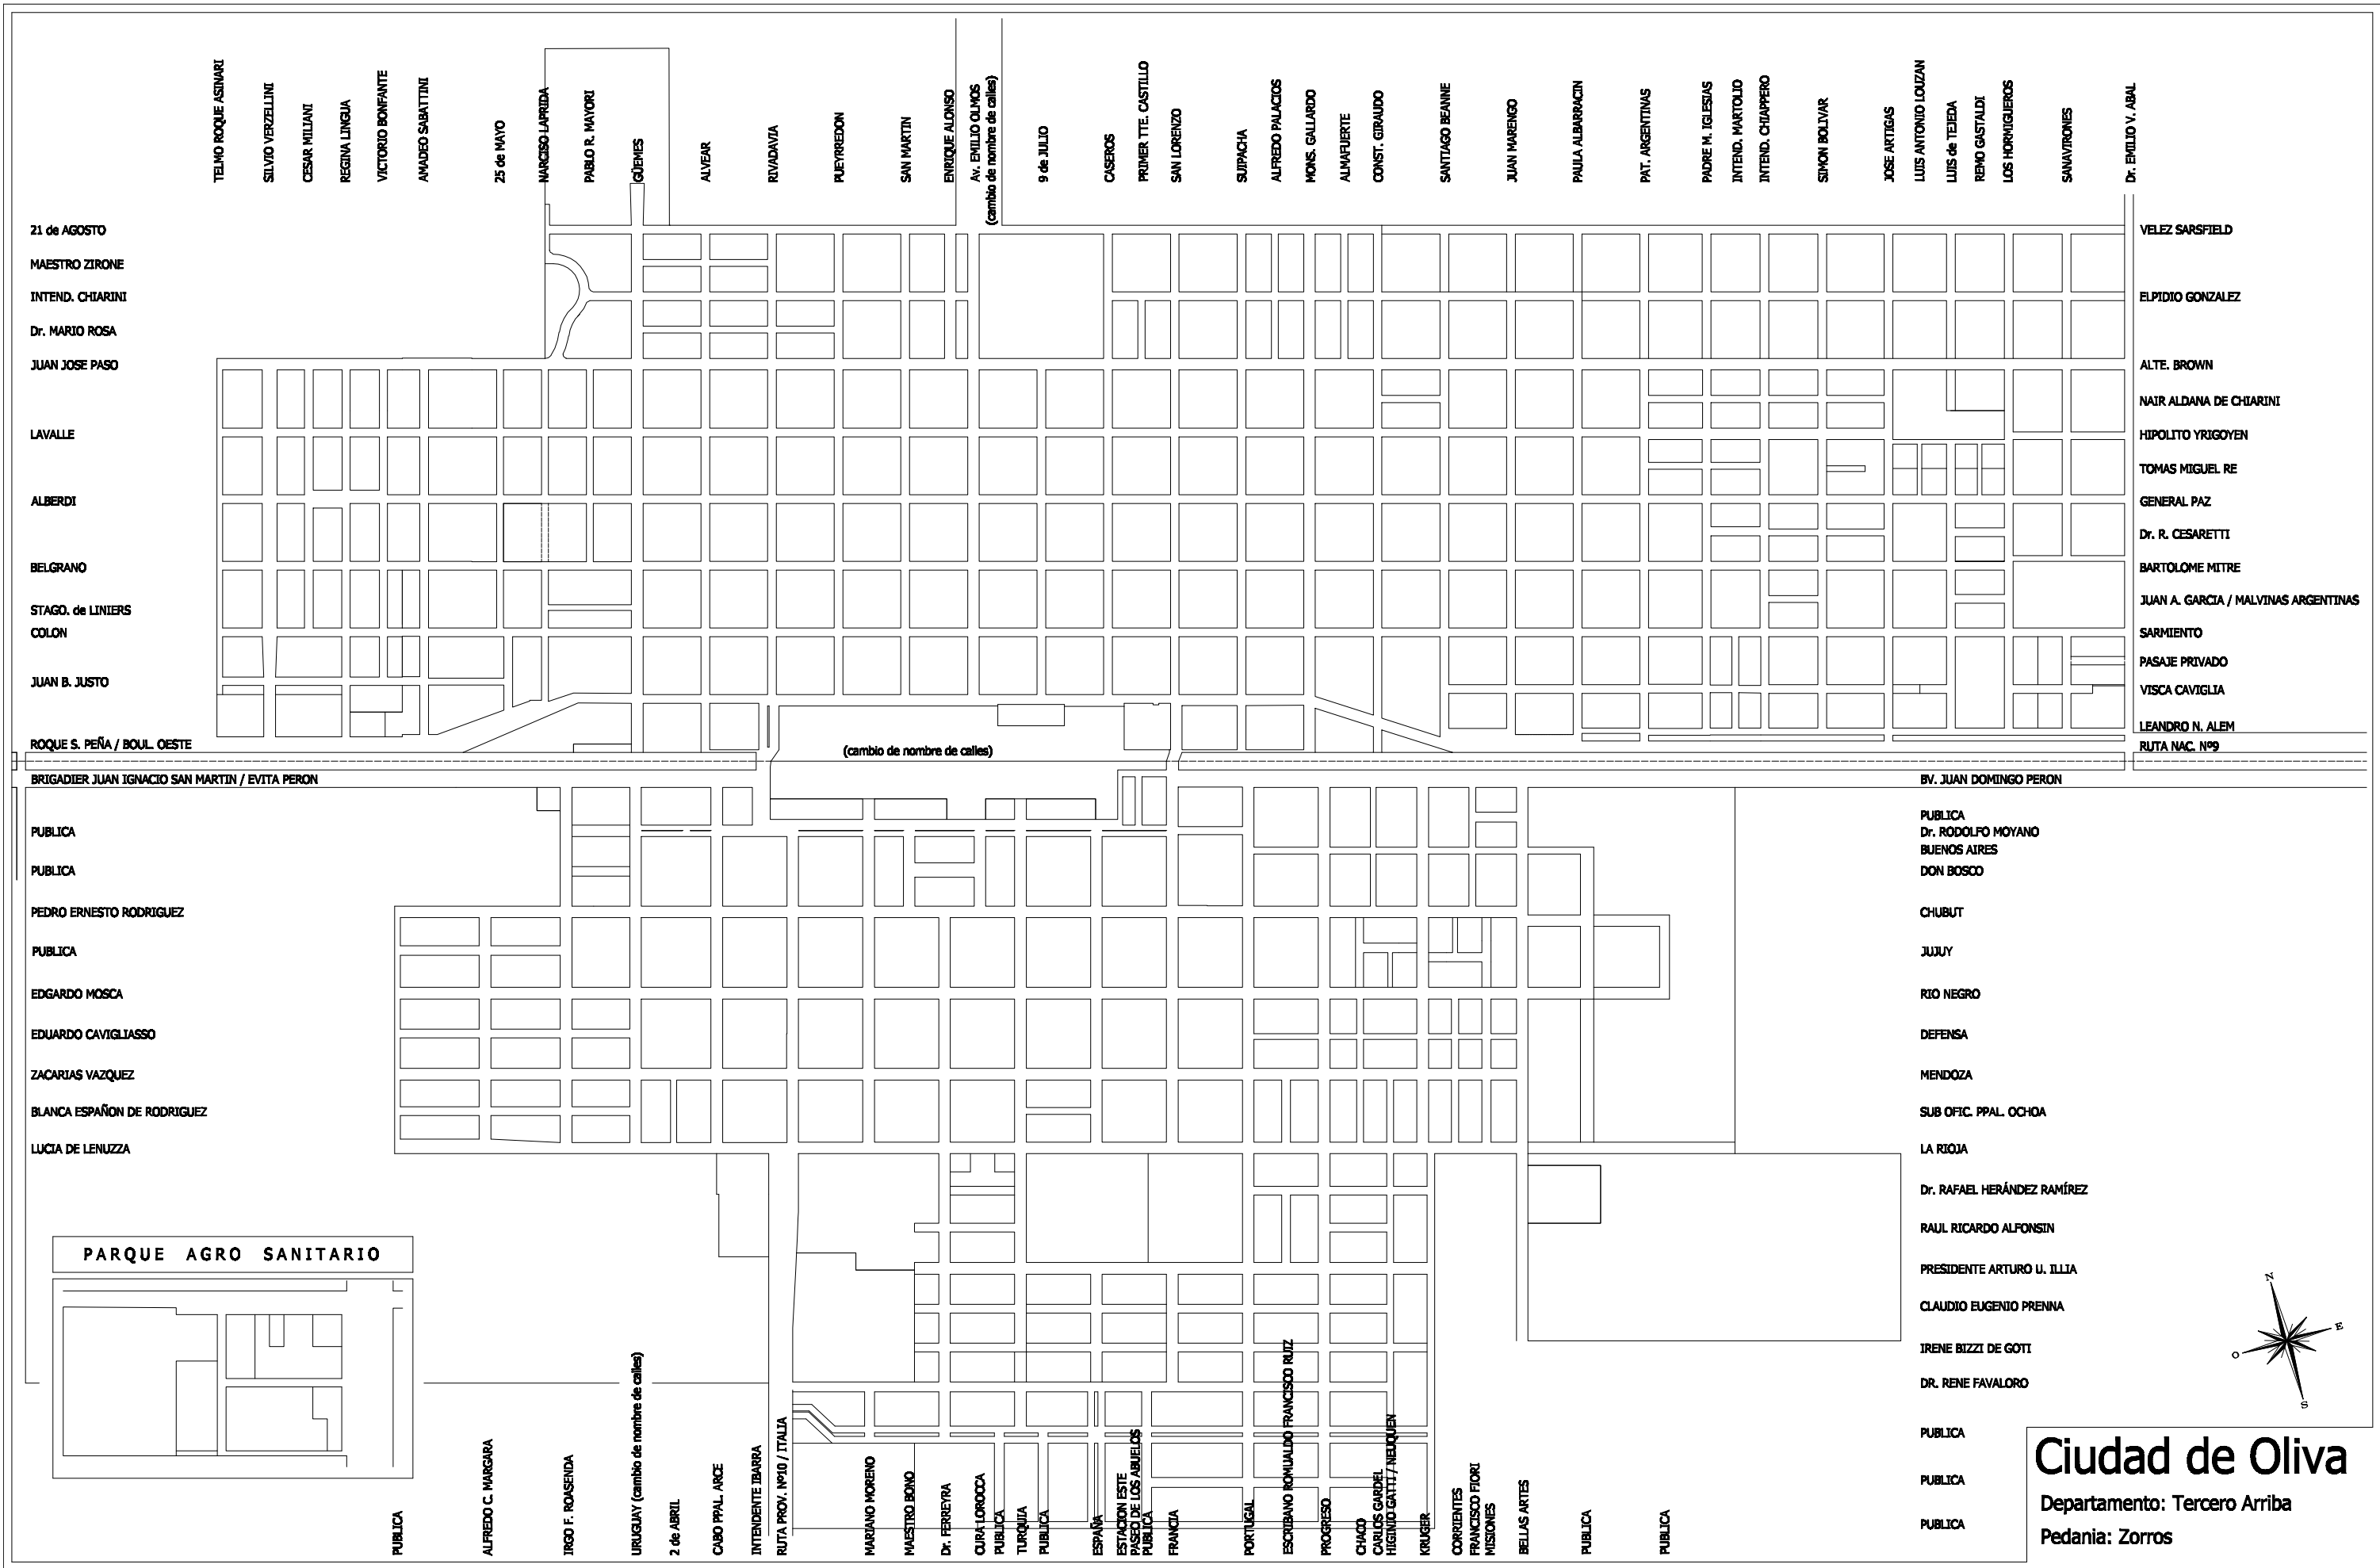 TELMO ROQUE ASINARI
SILVIO VERZELLINI
CESAR MILIANI
REGINA LINGUA
VICTORIO BONFANTE
AMADEO SABATTINI
25 de MAYO
NARCISO LAPRIDA
PABLO R. MAYORI
GÜEMES
ALVEAR
RIVADAVIA
PUEYRREDON
SAN MARTIN
ENRIQUE ALONSO
Av. EMILIO OLMOS
(cambio de nombre de calles)
9 de JULIO
CASEROS
PRIMER TTE. CASTILLO
SAN LORENZO
SUIPACHA
ALFREDO PALACIOS
MONS. GALLARDO
ALMAFUERTE
CONST. GIRAUDO
SANTIAGO BEANNE
JUAN MARENGO
PAULA ALBARRACIN
PAT. ARGENTINAS
PADRE M. IGLESIAS
INTEND. MARTOLIO
INTEND. CHIAPPERO
SIMON BOLIVAR
JOSE ARTIGAS
LUIS ANTONIO LOUZAN
LUIS de TEJEDA
REMO GASTALDI
LOS HORMIGUEROS
SANAVIRONES
Dr. EMILIO V. ABAL
21 de AGOSTO
MAESTRO ZIRONE
INTEND. CHIARINI
Dr. MARIO ROSA
JUAN JOSE PASO
LAVALLE
ALBERDI
BELGRANO
STAGO. de LINIERS
COLON
JUAN B. JUSTO
ROQUE S. PEÑA / BOUL. OESTE
BRIGADIER JUAN IGNACIO SAN MARTIN / EVITA PERON
PUBLICA
PUBLICA
PEDRO ERNESTO RODRIGUEZ
PUBLICA
EDGARDO MOSCA
EDUARDO CAVIGLIASSO
ZACARIAS VAZQUEZ
BLANCA ESPAÑON DE RODRIGUEZ
LUCIA DE LENUZZA
(cambio de nombre de calles)
VELEZ SARSFIELD
ELPIDIO GONZALEZ
ALTE. BROWN
NAIR ALDANA DE CHIARINI
HIPOLITO YRIGOYEN
TOMAS MIGUEL RE
GENERAL PAZ
Dr. R. CESARETTI
BARTOLOME MITRE
JUAN A. GARCIA / MALVINAS ARGENTINAS
SARMIENTO
PASAJE PRIVADO
VISCA CAVIGLIA
LEANDRO N. ALEM
RUTA NAC. Nº9
BV. JUAN DOMINGO PERON
PUBLICA
Dr. RODOLFO MOYANO
BUENOS AIRES
DON BOSCO
CHUBUT
JUJUY
RIO NEGRO
DEFENSA
MENDOZA
SUB OFIC. PPAL. OCHOA
LA RIOJA
Dr. RAFAEL HERÁNDEZ RAMÍREZ
RAUL RICARDO ALFONSIN
PRESIDENTE ARTURO U. ILLIA
CLAUDIO EUGENIO PRENNA
IRENE BIZZI DE GOTI
DR. RENE FAVALORO
PUBLICA
PUBLICA
PUBLICA
PARQUE AGRO SANITARIO
PUBLICA
ALFREDO C. MARGARA
IRGO F. ROASENDA
URUGUAY (cambio de nombre de calles)
2 de ABRIL
CABO PPAL. ARCE
INTENDENTE IBARRA
RUTA PROV. Nº10 / ITALIA
MARIANO MORENO
MAESTRO BONO
Dr. FERREYRA
CURA LOROCCA
PUBLICA
TURQUIA
PUBLICA
ESPAÑA
ESTACION ESTE
PASEO DE LOS ABUELOS
PUBLICA
FRANCIA
PORTUGAL
ESCRIBANO ROMUALDO FRANCISCO RUIZ
PROGRESO
CHACO
CARLOS GARDEL
HIGINIO GATTI / NEUQUEN
KRUGER
CORRIENTES
FRANCISCO FIORI
MISIONES
BELLAS ARTES
PUBLICA
PUBLICA
N
E
O
S
Ciudad de Oliva
Departamento: Tercero Arriba
Pedania: Zorros